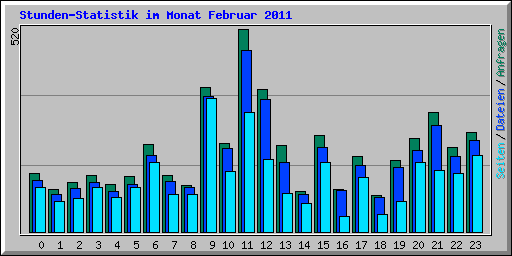 Stunden-Statistik im Monat Februar 2011
520
Seiten / Dateien / Anfragen
0 1 2 3 4 5 6 7 8 9 10 11 12 13 14 15 16 17 18 19 20 21 22 23